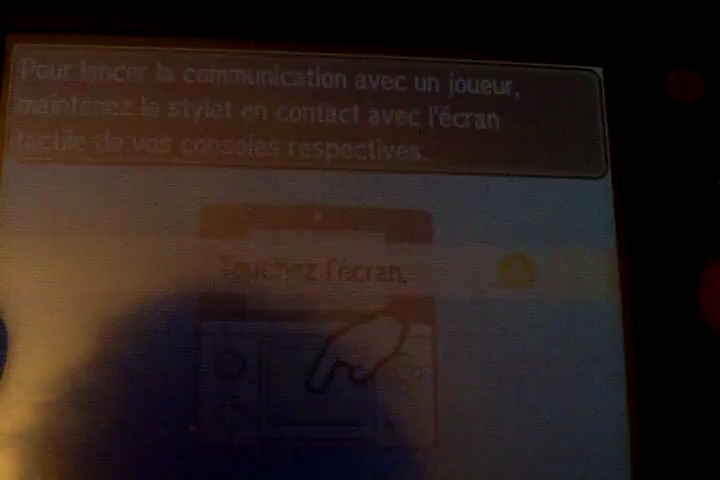 Pour lancer la communication avec un joueur,
maintenez le stylet en contact avec l'écran
tactile de vos consoles respectives.
Touchez l'écran.